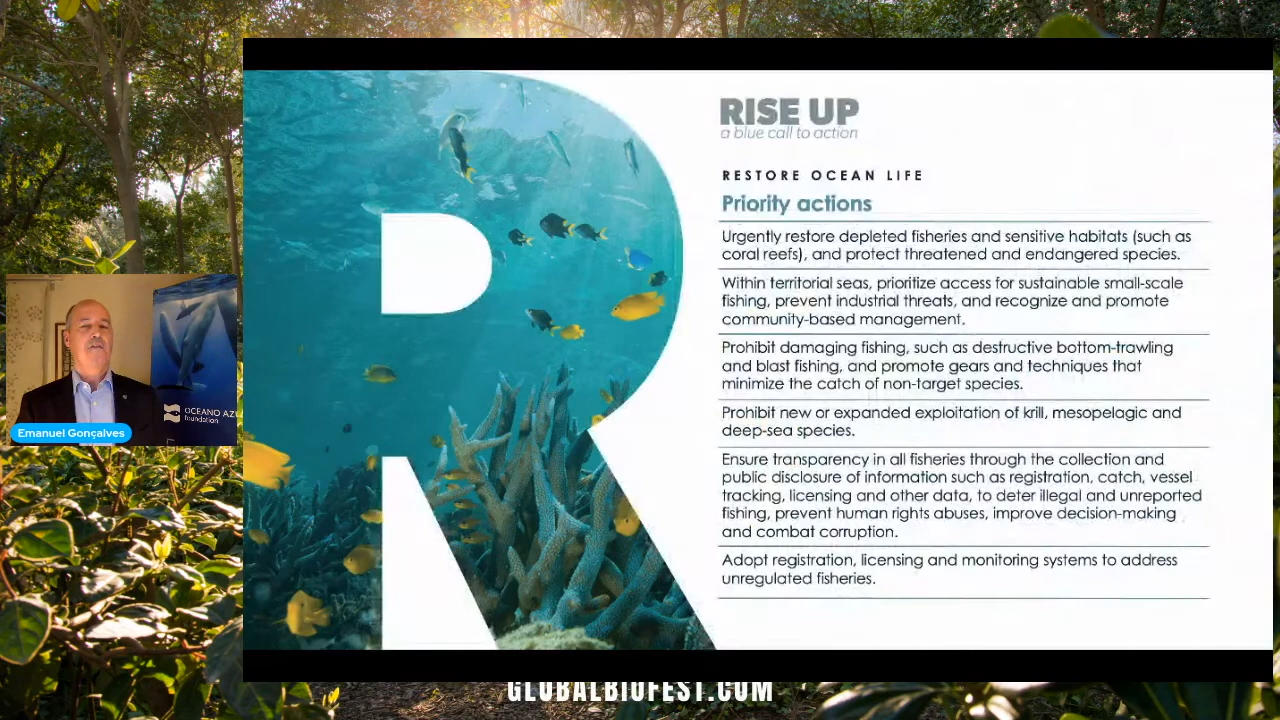 RISE UP
a blue call to action
RESTORE OCEAN LIFE
Priority actions
Urgently restore depleted fisheries and sensitive habitats (such as
coral reefs), and protect threatened and endangered species.
Within territorial seas, prioritize access for sustainable small-scale
fishing, prevent industrial threats, and recognize and promote
community-based management.
Prohibit damaging fishing, such as destructive bottom-trawling
and blast fishing, and promote gears and techniques that
minimize the catch of non-target species.
Prohibit new or expanded exploitation of krill, mesopelagic and
deep-sea species.
Ensure transparency in all fisheries through the collection and
public disclosure of information such as registration, catch, vessel
tracking, licensing and other data, to deter illegal and unreported
fishing, prevent human rights abuses, improve decision-making
and combat corruption.
Adopt registration, licensing and monitoring systems to address
unregulated fisheries.
OCEANO AZU
foundation
Emanuel Gonçalves
GLOBALBIOFEST.COM